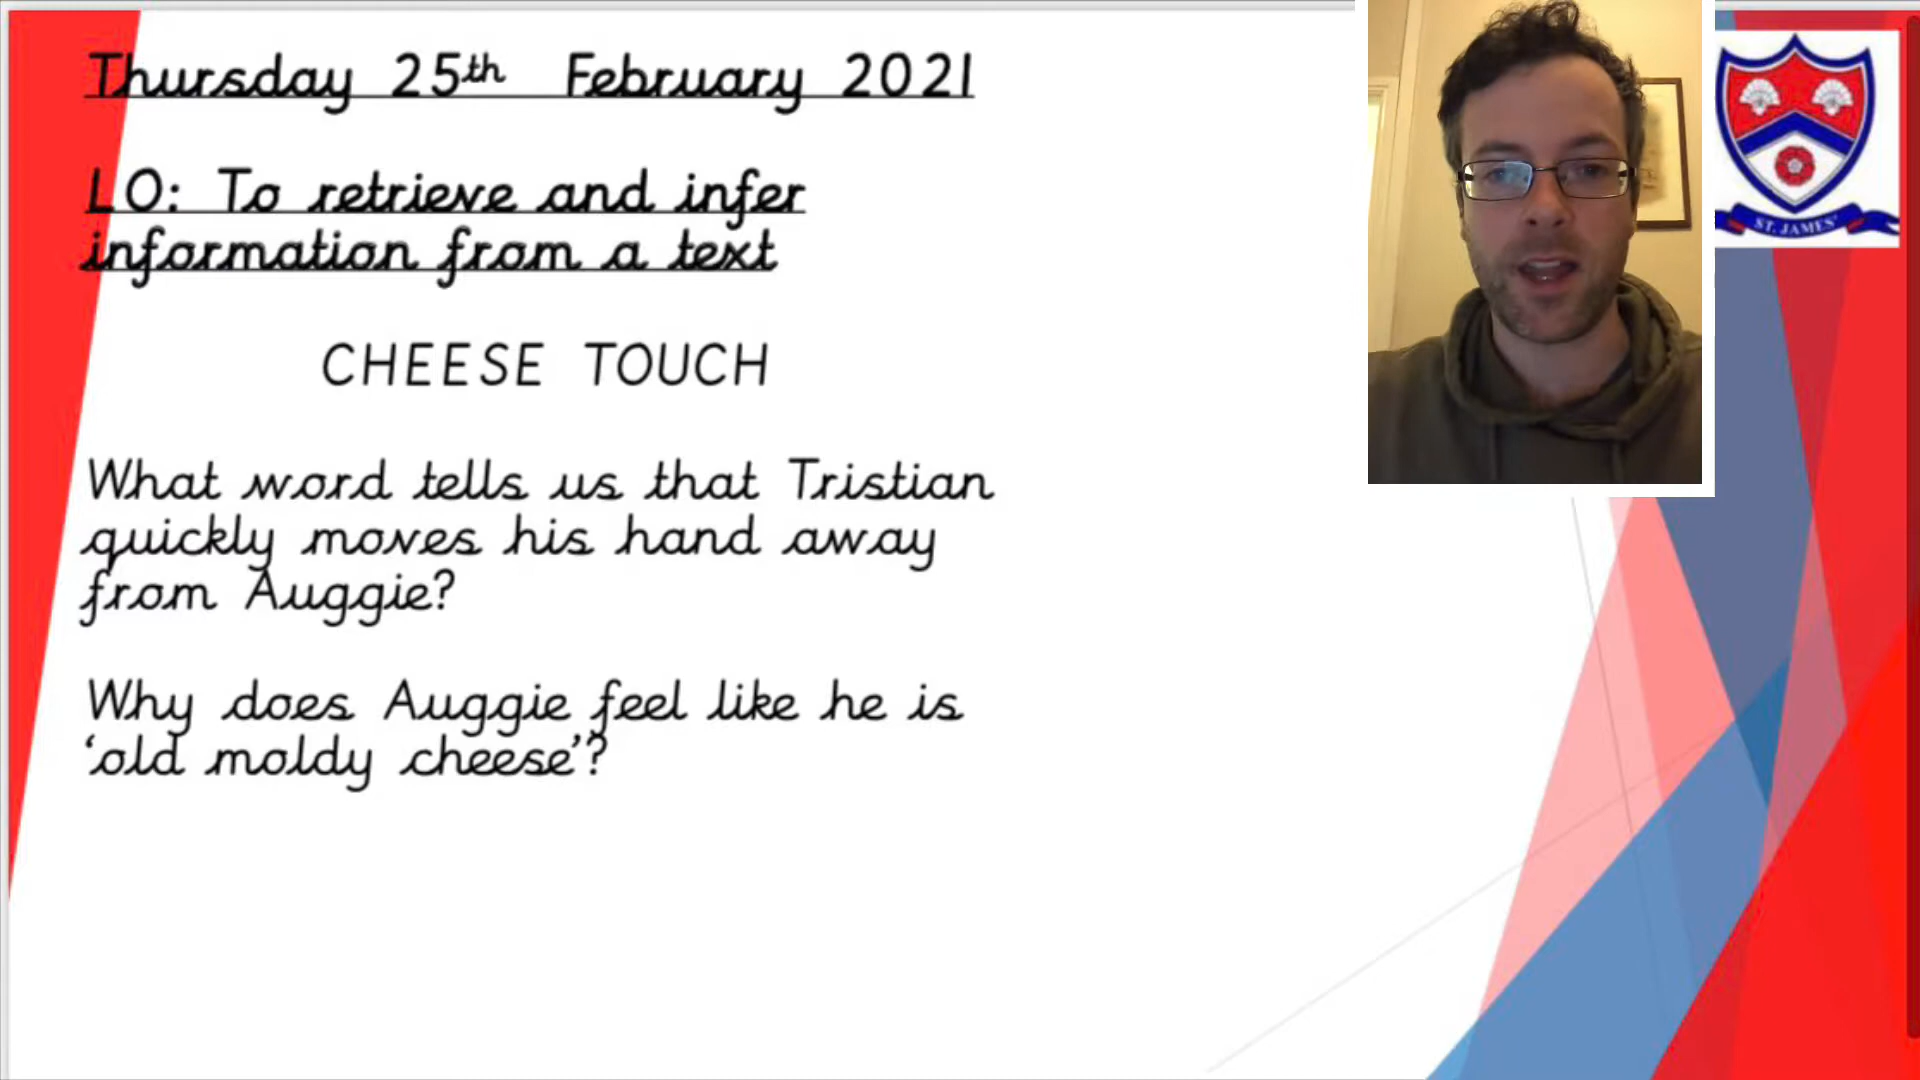 Thursday 25th February 2021
LO: To retrieve and infer
information from a text
CHEESE TOUCH
What word tells us that Tristian
quickly moves his hand away
from Auggie?
Why does Auggie feel like he is
‘old moldy cheese’?
ST. JAMES'